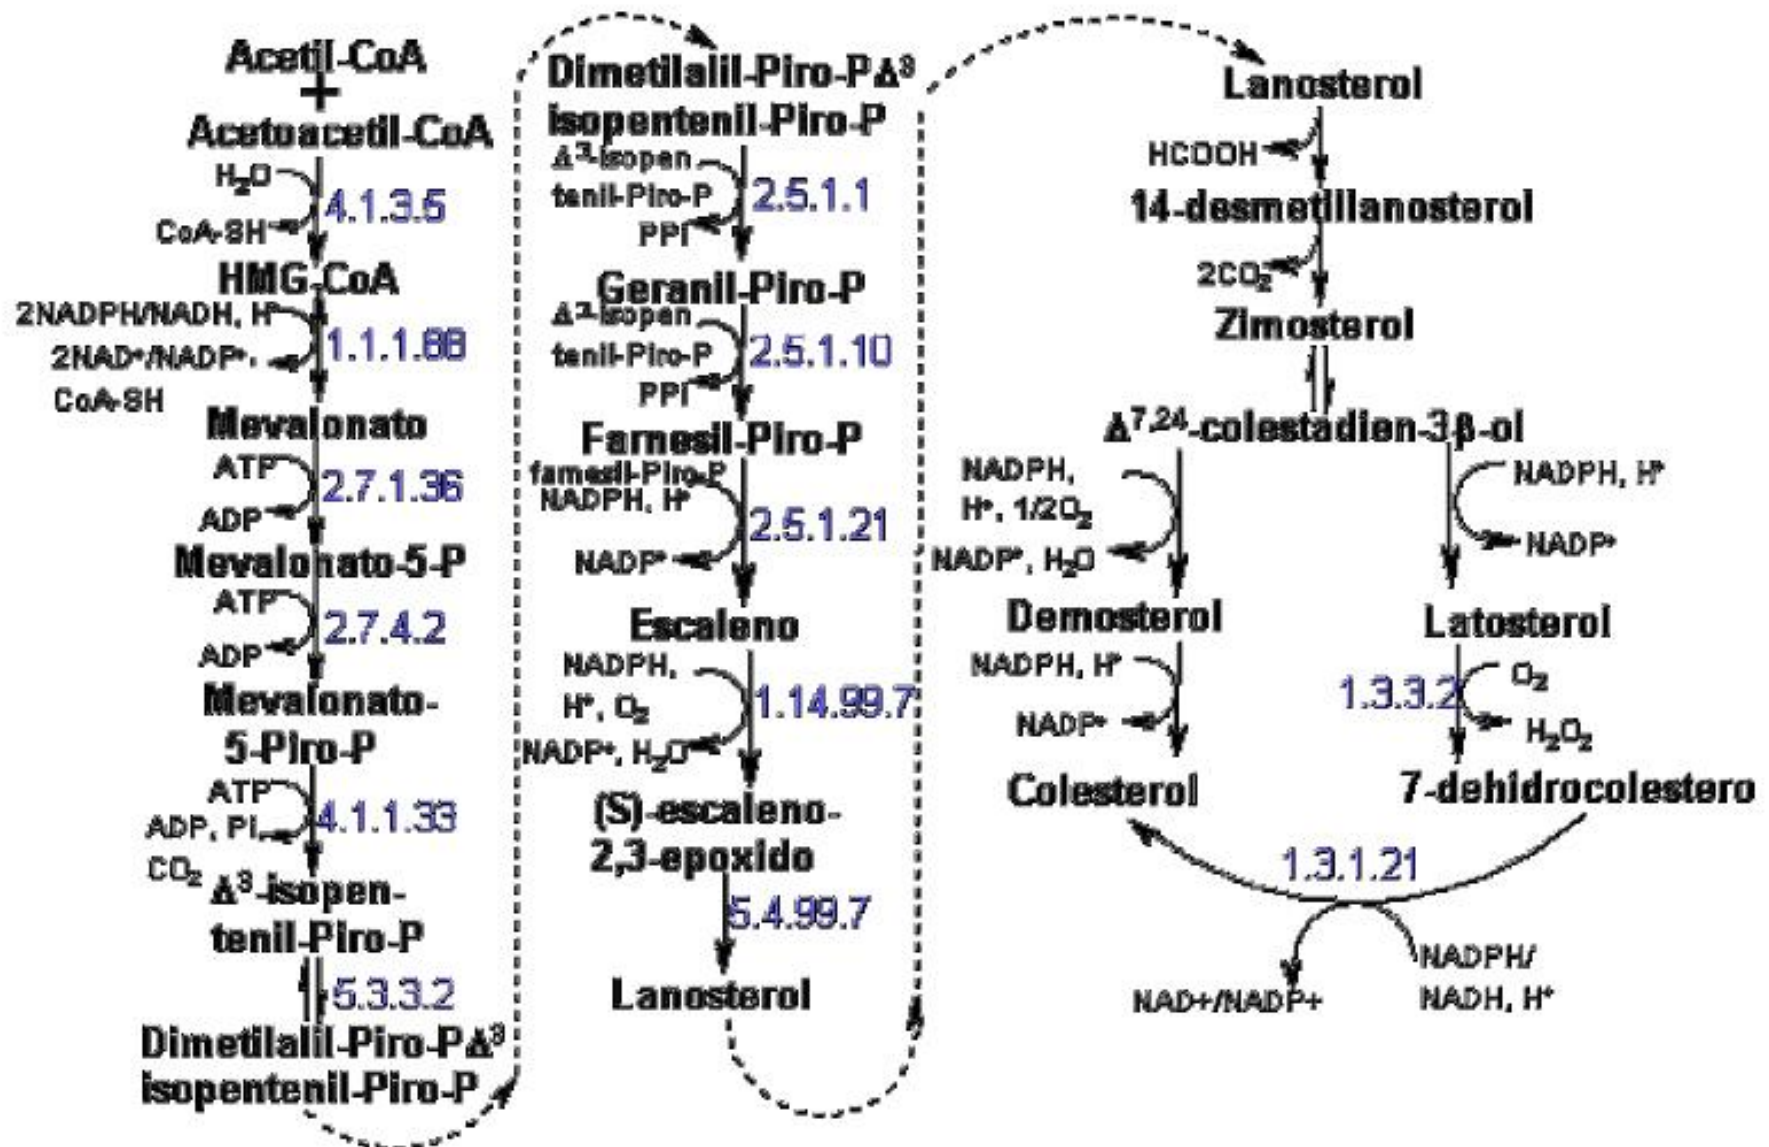 Acetil-CoA
+
Acetoacetil-CoA
H₂O
4.1.3.5
CoA-SH
HMG-CoA
2NADPH/NADH, H⁺
1.1.1.88
2NAD⁺/NADP⁺,
CoA-SH
Mevalonato
ATP
2.7.1.36
ADP
Mevalonato-5-P
ATP
2.7.4.2
ADP
Mevalonato-
5-Piro-P
ATP
4.1.1.33
ADP, Pi,
CO₂
Δ³-isopen-
tenil-Piro-P
5.3.3.2
Dimetilalil-Piro-PΔ³
isopentenil-Piro-P
Dimetilalil-Piro-PΔ³
isopentenil-Piro-P
Δ³-isopen
tenil-Piro-P
2.5.1.1
PPi
Geranil-Piro-P
Δ³-isopen
tenil-Piro-P
2.5.1.10
PPi
Farnesil-Piro-P
farnesil-Piro-P
NADPH, H⁺
2.5.1.21
NADP⁺
Escaleno
NADPH,
H⁺, O₂
1.14.99.7
NADP⁺, H₂O
(S)-escaleno-
2,3-epoxido
5.4.99.7
Lanosterol
Lanosterol
HCOOH
14-desmetillanosterol
2CO₂
Zimosterol
Δ⁷,²⁴-colestadien-3β-ol
NADPH,
H⁺, 1/2O₂
NADP⁺, H₂O
Demosterol
NADPH, H⁺
NADP⁺
Colesterol
NADPH, H⁺
NADP⁺
Latosterol
1.3.3.2
O₂
H₂O₂
7-dehidrocolestero
1.3.1.21
NADPH/
NADH, H⁺
NAD+/NADP+